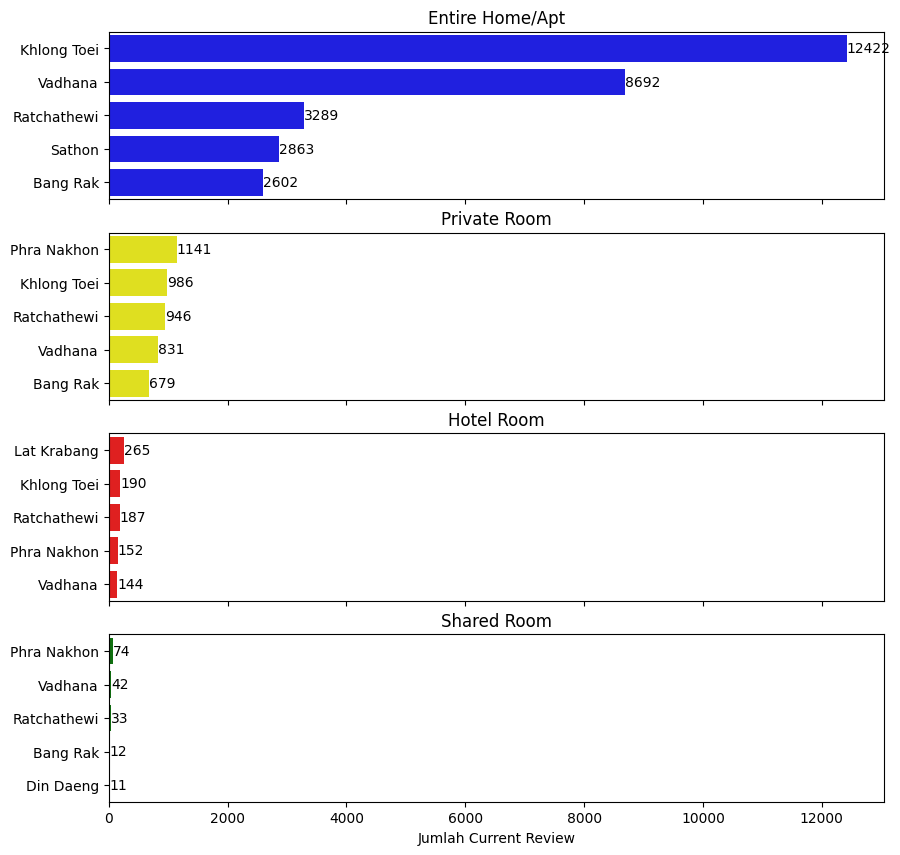 Entire Home/Apt
Khlong Toei 12422
Vadhana 8692
Ratchathewi 3289
Sathon 2863
Bang Rak 2602
Private Room
Phra Nakhon 1141
Khlong Toei 986
Ratchathewi 946
Vadhana 831
Bang Rak 679
Hotel Room
Lat Krabang 265
Khlong Toei 190
Ratchathewi 187
Phra Nakhon 152
Vadhana 144
Shared Room
Phra Nakhon 74
Vadhana 42
Ratchathewi 33
Bang Rak 12
Din Daeng 11
0 2000 4000 6000 8000 10000 12000
Jumlah Current Review